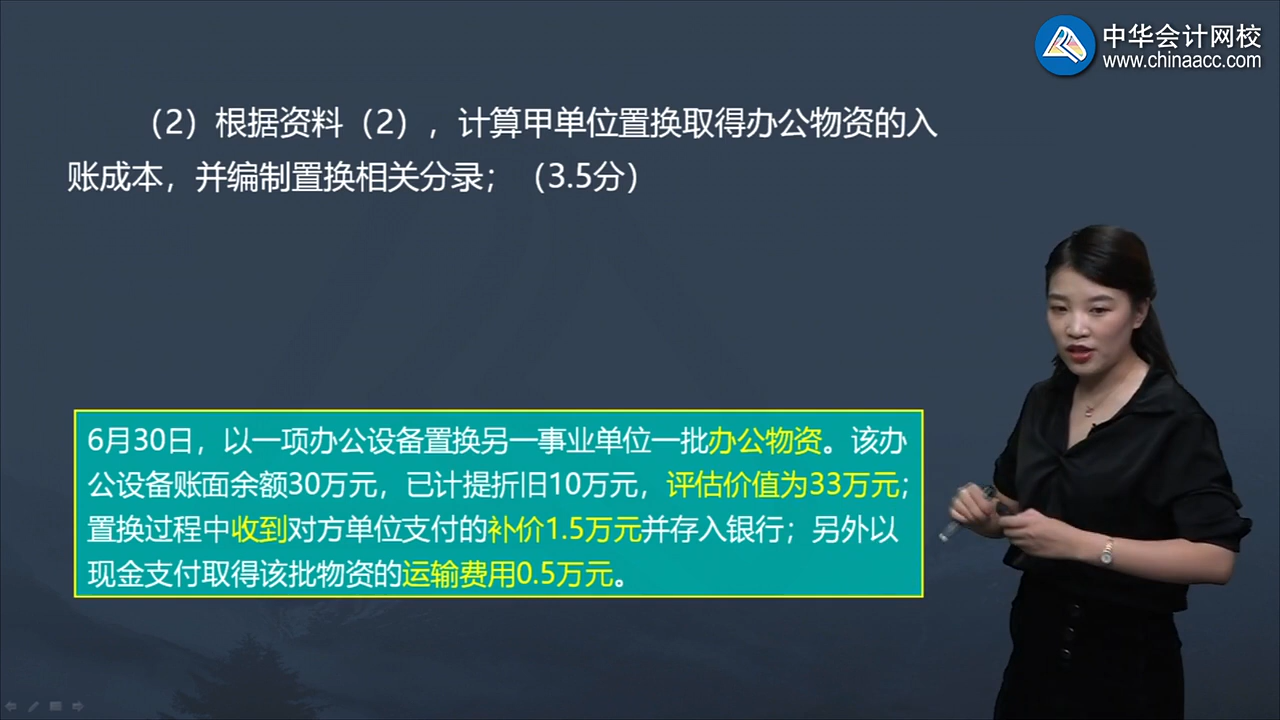 中华会计网校
www.chinaacc.com
（2）根据资料（2），计算甲单位置换取得办公物资的入
账成本，并编制置换相关分录；（3.5分）
6月30日，以一项办公设备置换另一事业单位一批办公物资。该办
公设备账面余额30万元，已计提折旧10万元，评估价值为33万元；
置换过程中收到对方单位支付的补价1.5万元并存入银行；另外以
现金支付取得该批物资的运输费用0.5万元。